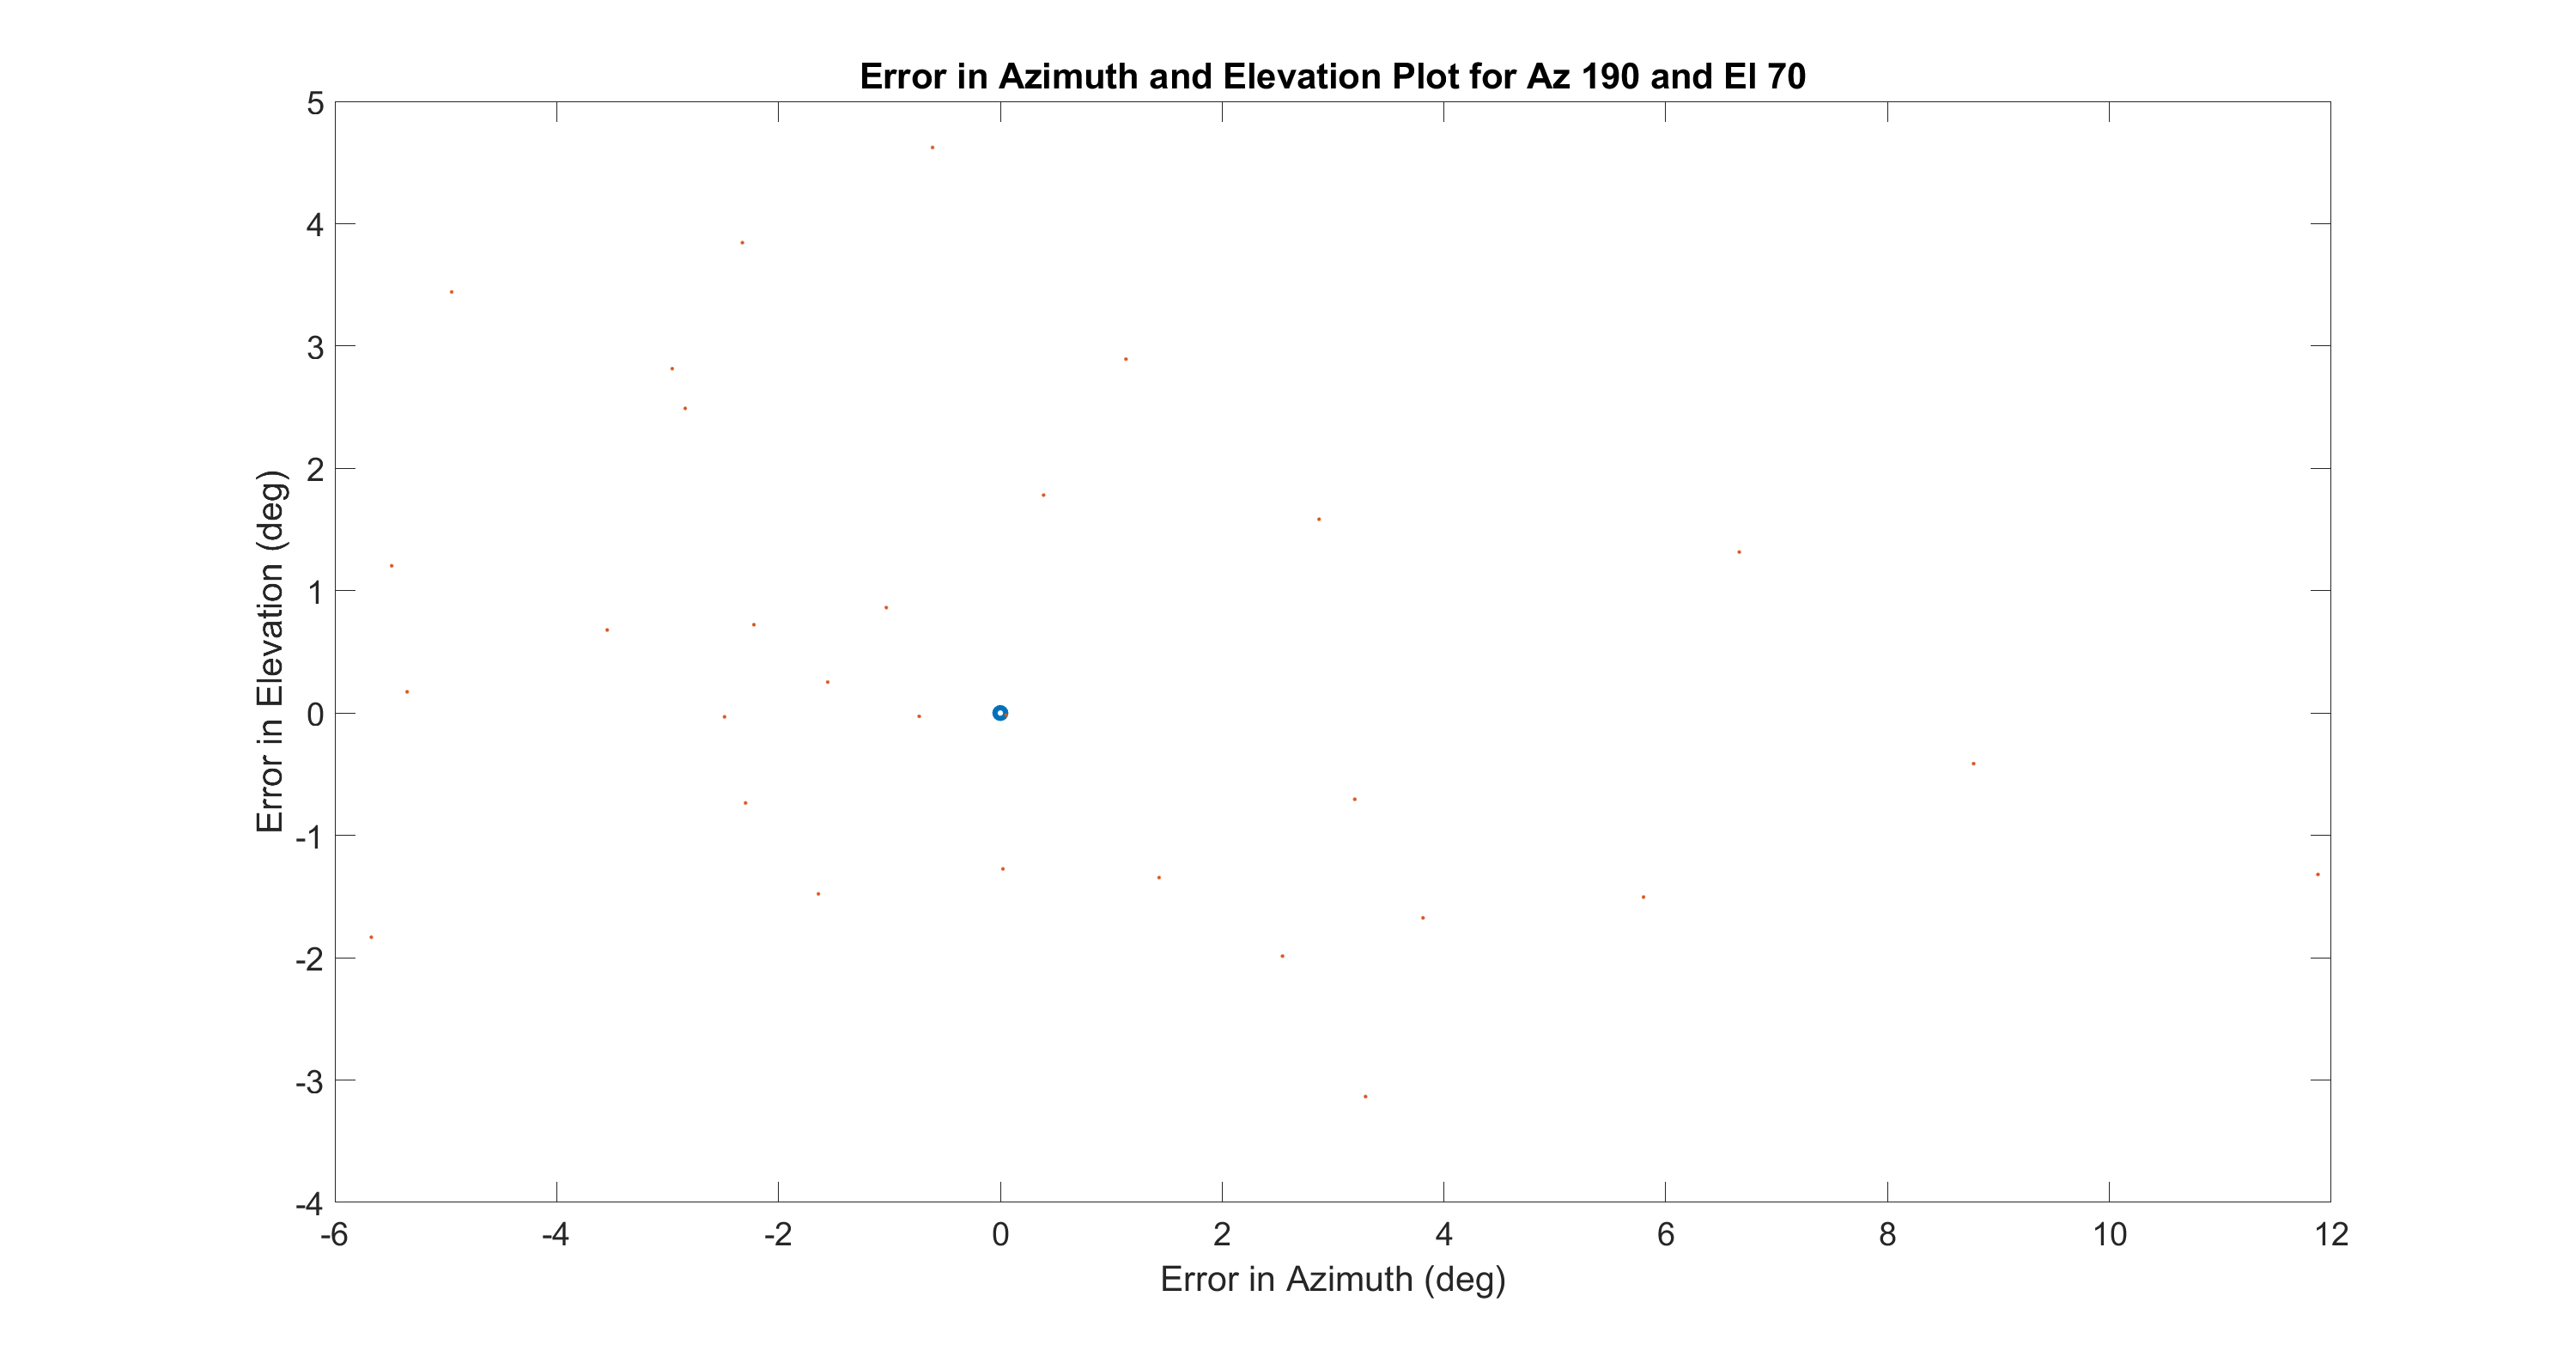 Error in Azimuth and Elevation Plot for Az 190 and El 70
5
4
3
2
1
0
-1
-2
-3
-4
Error in Elevation (deg)
-6 -4 -2 0 2 4 6 8 10 12
Error in Azimuth (deg)